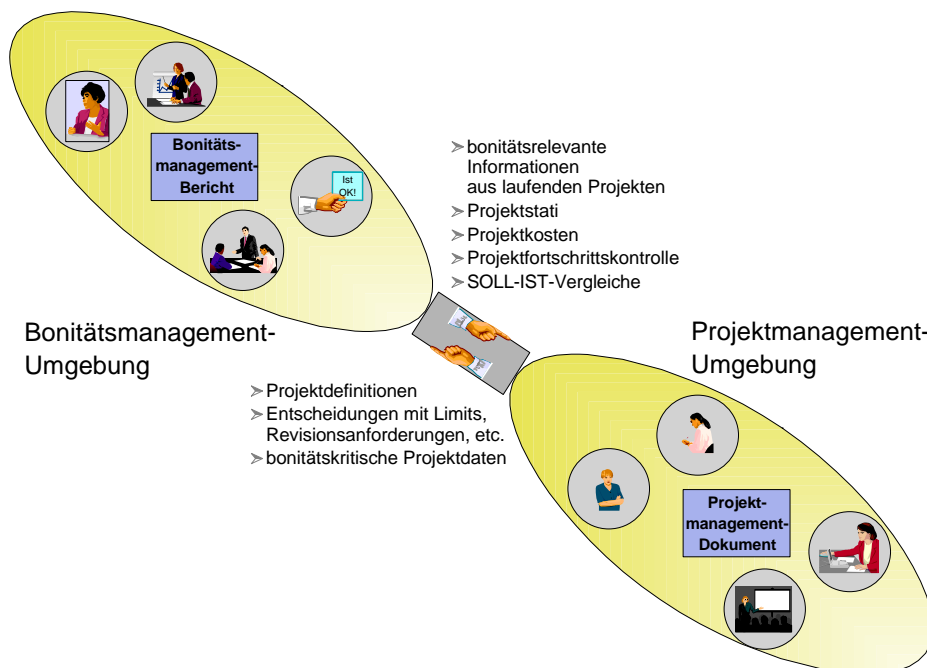 Bonitäts-
management-
Bericht
Ist
OK!
bonitätsrelevante
Informationen
aus laufenden Projekten
Projektstati
Projektkosten
Projektfortschrittskontrolle
SOLL-IST-Vergleiche
Bonitätsmanagement-
Umgebung
Projektmanagement-
Umgebung
Projektdefinitionen
Entscheidungen mit Limits,
Revisionsanforderungen, etc.
bonitätskritische Projektdaten
Projekt-
management-
Dokument